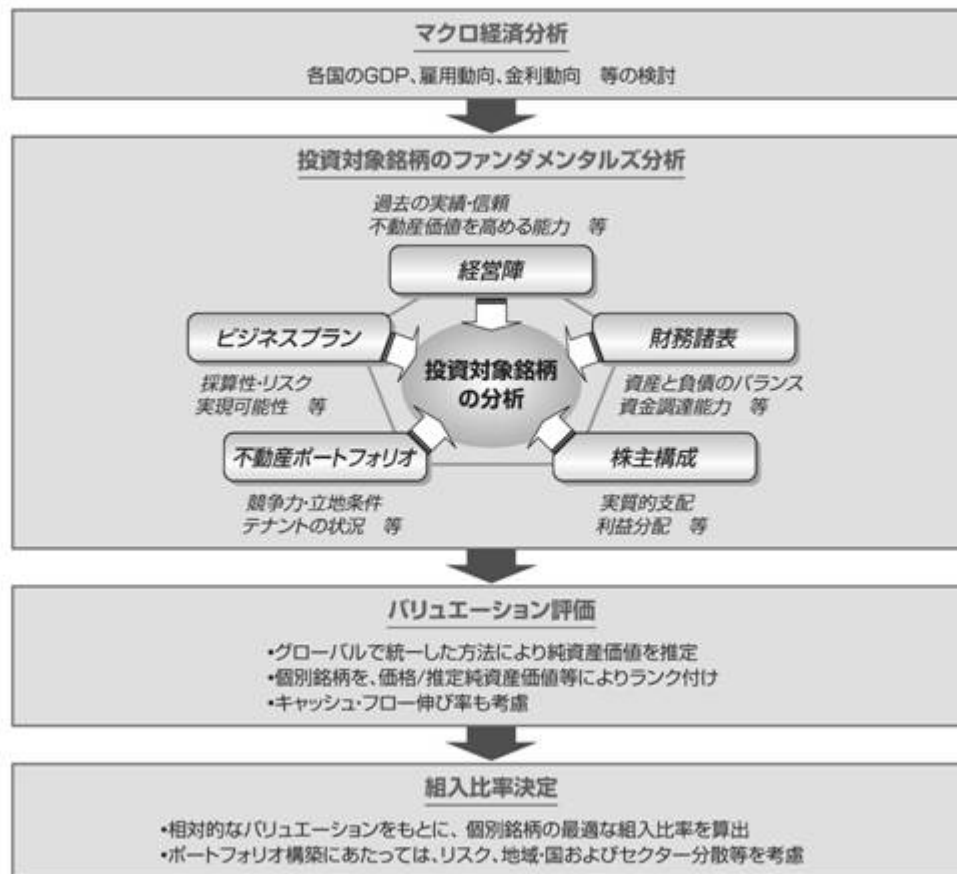 マクロ経済分析
各国のGDP、雇用動向、金利動向　等の検討
投資対象銘柄のファンダメンタルズ分析
過去の実績・信頼
不動産価値を高める能力　等
経営陣
ビジネスプラン
採算性・リスク
実現可能性　等
財務諸表
資産と負債のバランス
資金調達能力　等
投資対象銘柄
の分析
不動産ポートフォリオ
競争力・立地条件
テナントの状況　等
株主構成
実質的支配
利益分配　等
バリュエーション評価
•グローバルで統一した方法により純資産価値を推定
•個別銘柄を、価格/推定純資産価値等によりランク付け
•キャッシュ・フロー伸び率も考慮
組入比率決定
•相対的なバリュエーションをもとに、個別銘柄の最適な組入比率を算出
•ポートフォリオ構築にあたっては、リスク、地域・国およびセクター分散等を考慮